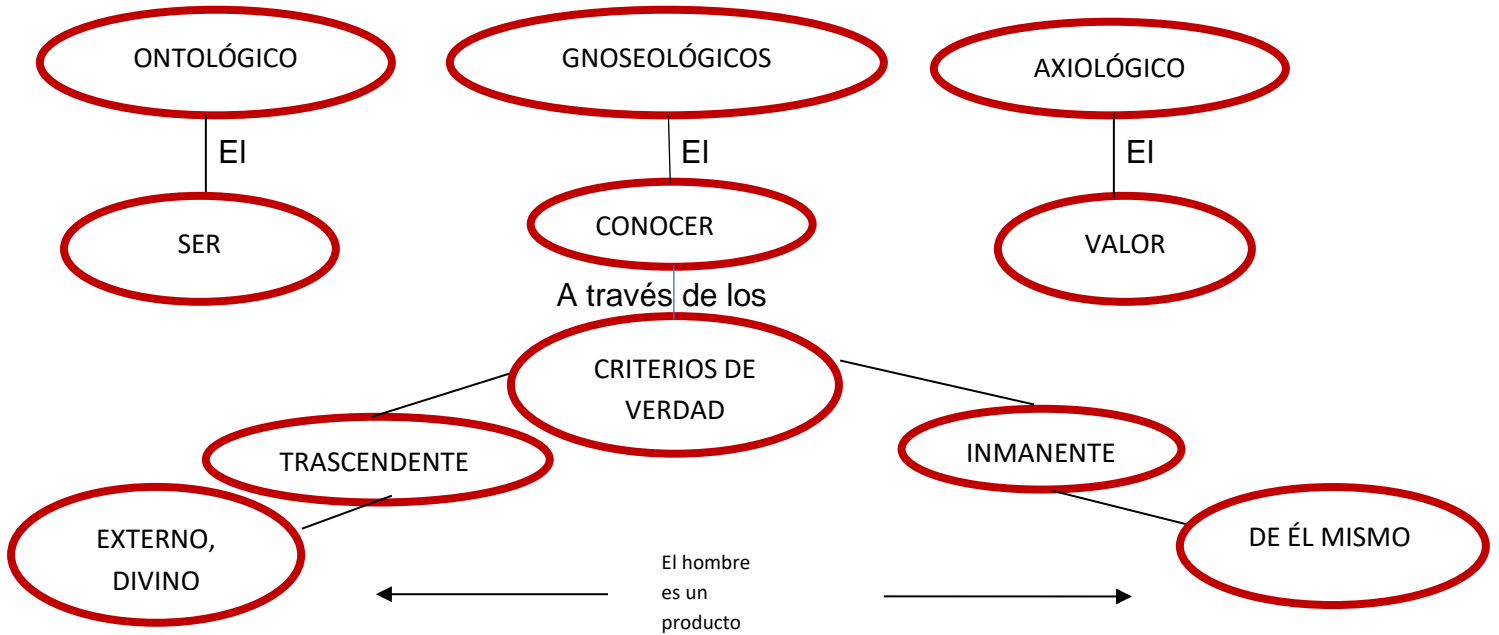 ONTOLÓGICO
GNOSEOLÓGICOS
AXIOLÓGICO
El
El
El
SER
CONOCER
VALOR
A través de los
CRITERIOS DE
VERDAD
TRASCENDENTE
INMANENTE
EXTERNO,
DIVINO
DE ÉL MISMO
El hombre
es un
producto